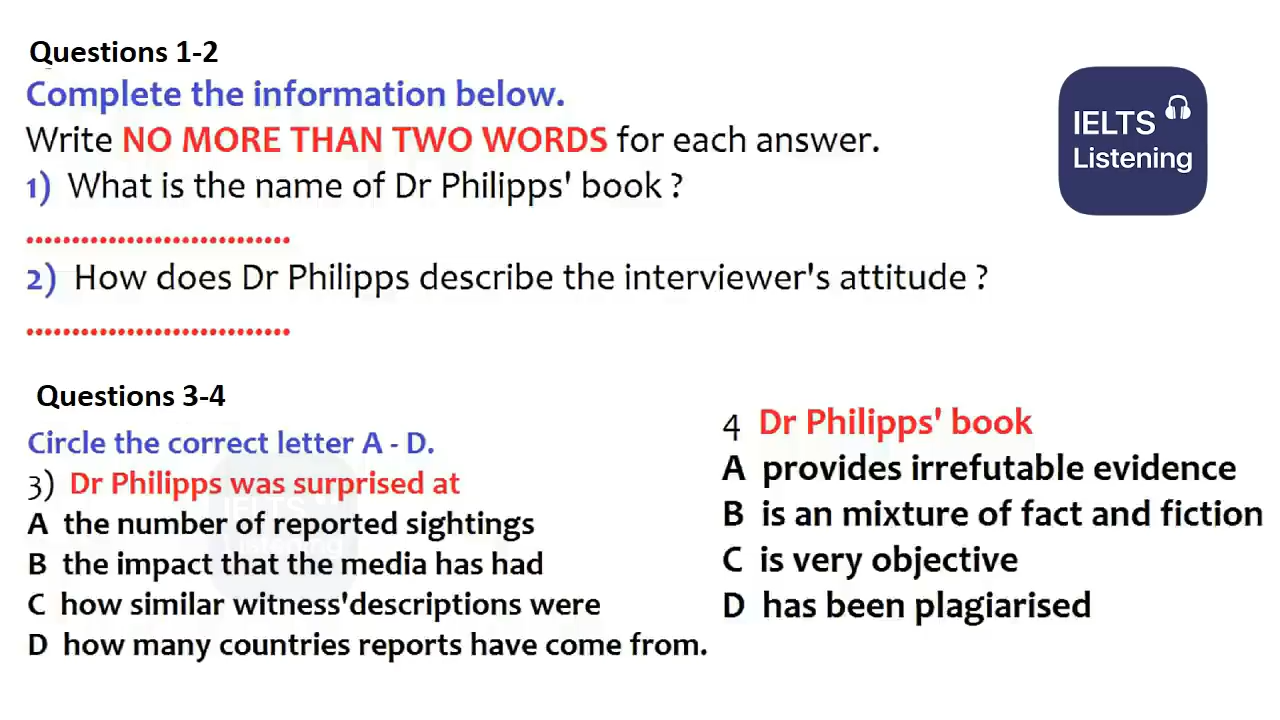 Questions 1-2
Complete the information below.
Write NO MORE THAN TWO WORDS for each answer.
1) What is the name of Dr Philipps' book ?
.............................
2) How does Dr Philipps describe the interviewer's attitude ?
.............................
IELTS
Listening
Questions 3-4
Circle the correct letter A - D.
3) Dr Philipps was surprised at
A the number of reported sightings
B the impact that the media has had
C how similar witness'descriptions were
D how many countries reports have come from.
4 Dr Philipps' book
A provides irrefutable evidence
B is an mixture of fact and fiction
C is very objective
D has been plagiarised
IELTS
Listening